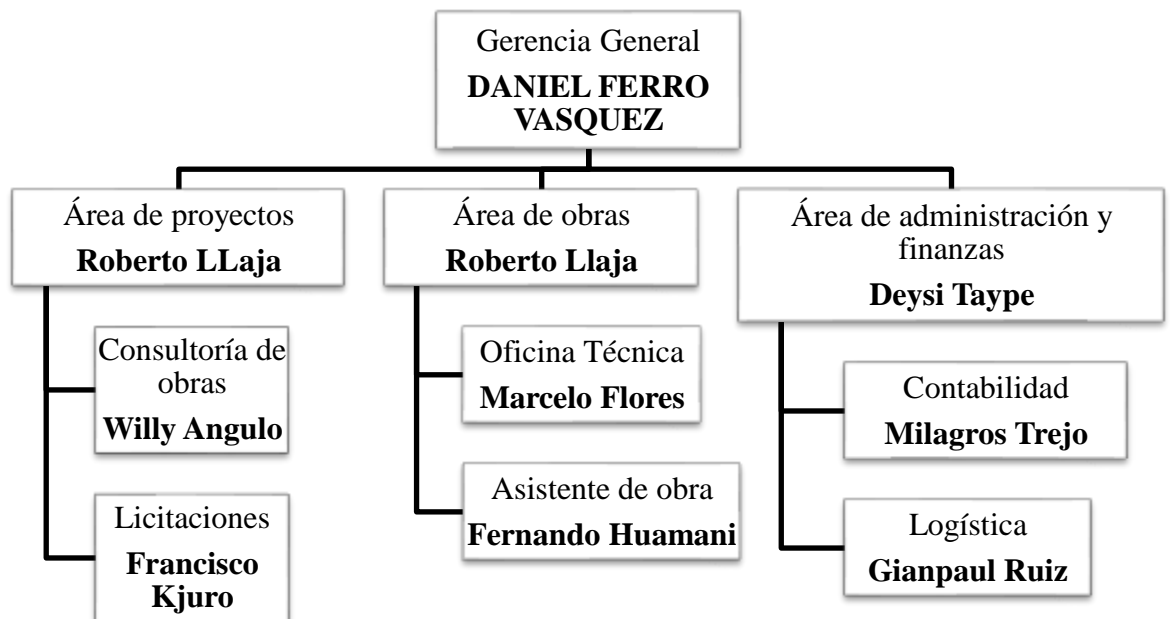 Gerencia General
DANIEL FERRO
VASQUEZ
Área de proyectos
Roberto LLaja
Consultoría de
obras
Willy Angulo
Licitaciones
Francisco
Kjuro
Área de obras
Roberto Llaja
Oficina Técnica
Marcelo Flores
Asistente de obra
Fernando Huamani
Área de administración y
finanzas
Deysi Taype
Contabilidad
Milagros Trejo
Logística
Gianpaul Ruiz